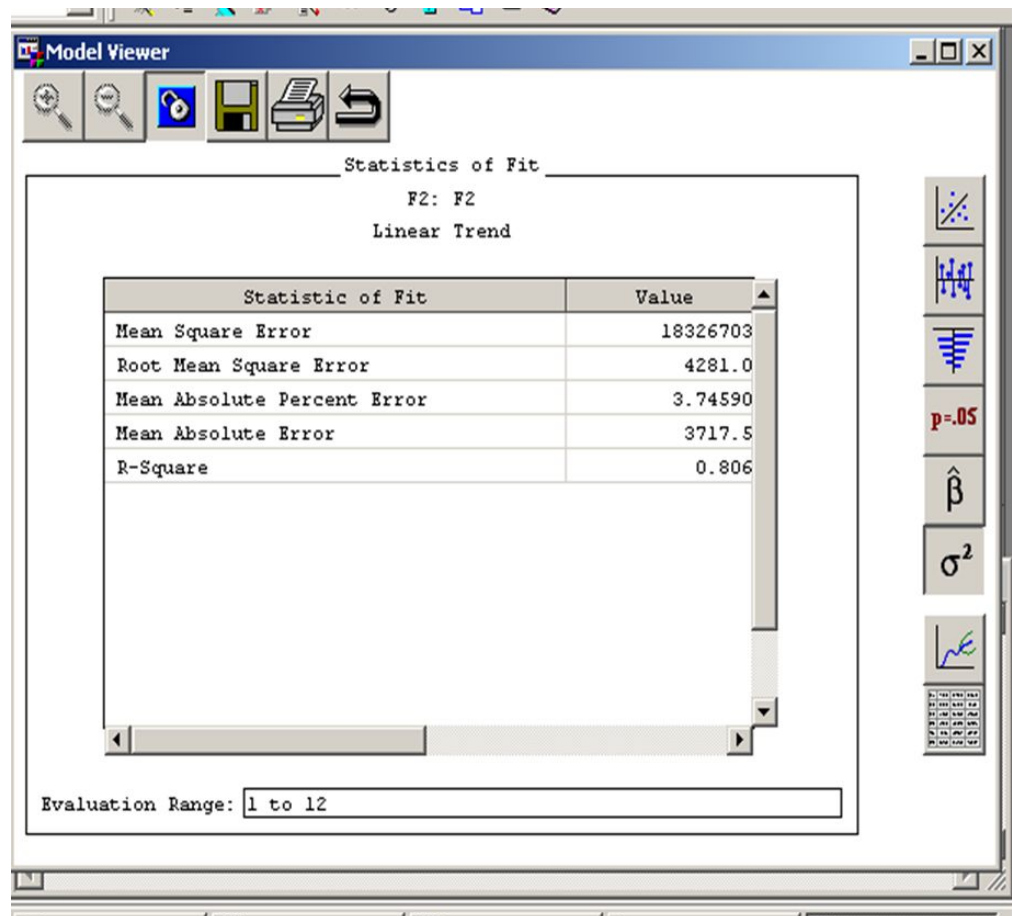 Model Viewer
Statistics of Fit
F2: F2
Linear Trend
Statistic of Fit Value
Mean Square Error 18326703
Root Mean Square Error 4281.0
Mean Absolute Percent Error 3.74590
Mean Absolute Error 3717.5
R-Square 0.806
p=.05
β̂
σ²
Evaluation Range: 1 to 12